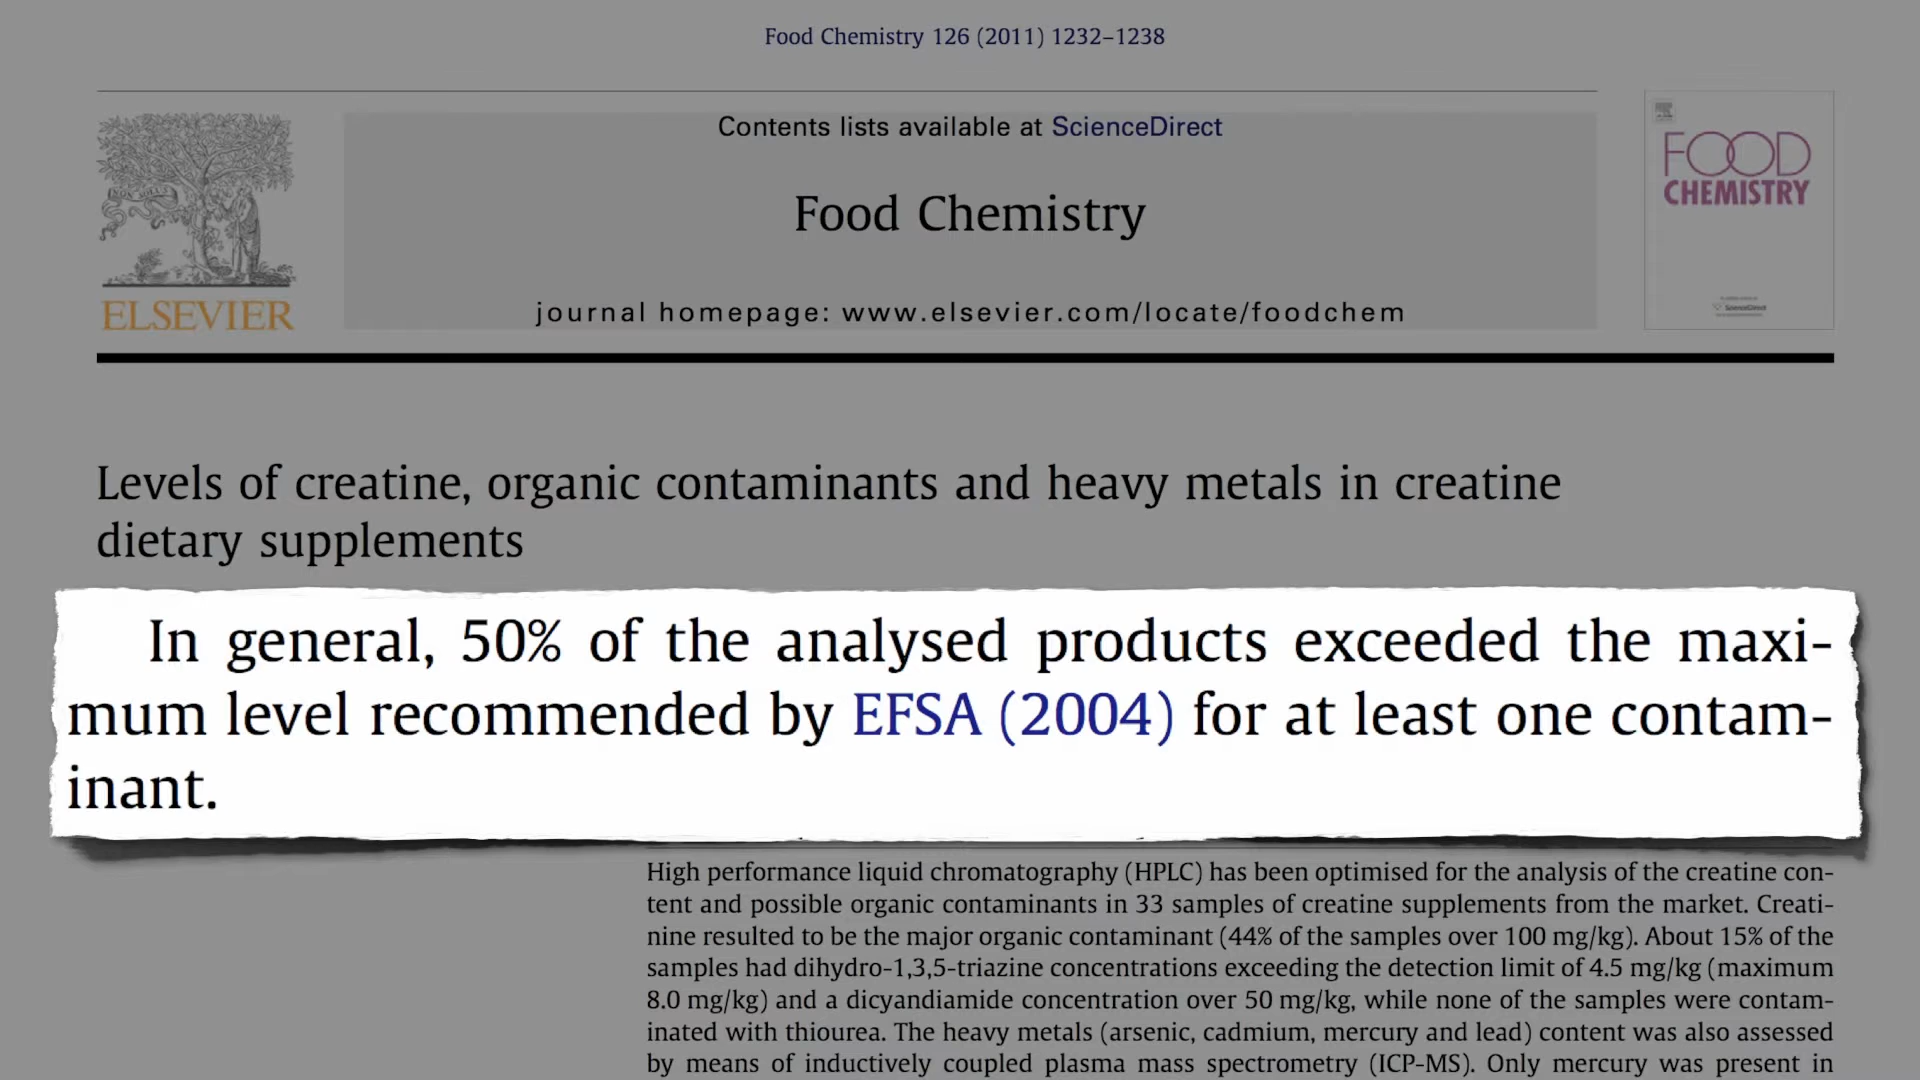 Food Chemistry 126 (2011) 1232–1238
Contents lists available at ScienceDirect
Food Chemistry
journal homepage: www.elsevier.com/locate/foodchem
ELSEVIER
FOOD
CHEMISTRY
ScienceDirect
Levels of creatine, organic contaminants and heavy metals in creatine
dietary supplements
In general, 50% of the analysed products exceeded the maxi-
mum level recommended by EFSA (2004) for at least one contam-
inant.
High performance liquid chromatography (HPLC) has been optimised for the analysis of the creatine con-
tent and possible organic contaminants in 33 samples of creatine supplements from the market. Creati-
nine resulted to be the major organic contaminant (44% of the samples over 100 mg/kg). About 15% of the
samples had dihydro-1,3,5-triazine concentrations exceeding the detection limit of 4.5 mg/kg (maximum
8.0 mg/kg) and a dicyandiamide concentration over 50 mg/kg, while none of the samples were contam-
inated with thiourea. The heavy metals (arsenic, cadmium, mercury and lead) content was also assessed
by means of inductively coupled plasma mass spectrometry (ICP-MS). Only mercury was present in